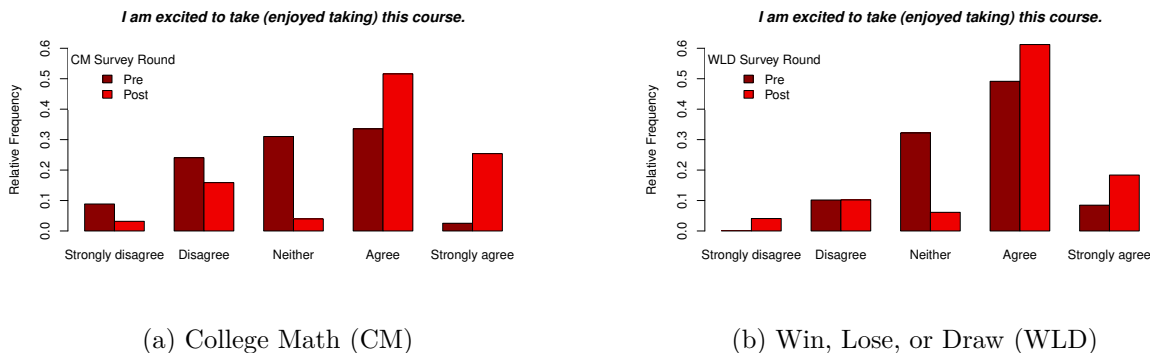 I am excited to take (enjoyed taking) this course.
CM Survey Round
Pre
Post
Relative Frequency
0.0
0.1
0.2
0.3
0.4
0.5
0.6
Strongly disagree
Disagree
Neither
Agree
Strongly agree
(a) College Math (CM)
I am excited to take (enjoyed taking) this course.
WLD Survey Round
Pre
Post
Relative Frequency
0.0
0.1
0.2
0.3
0.4
0.5
0.6
Strongly disagree
Disagree
Neither
Agree
Strongly agree
(b) Win, Lose, or Draw (WLD)